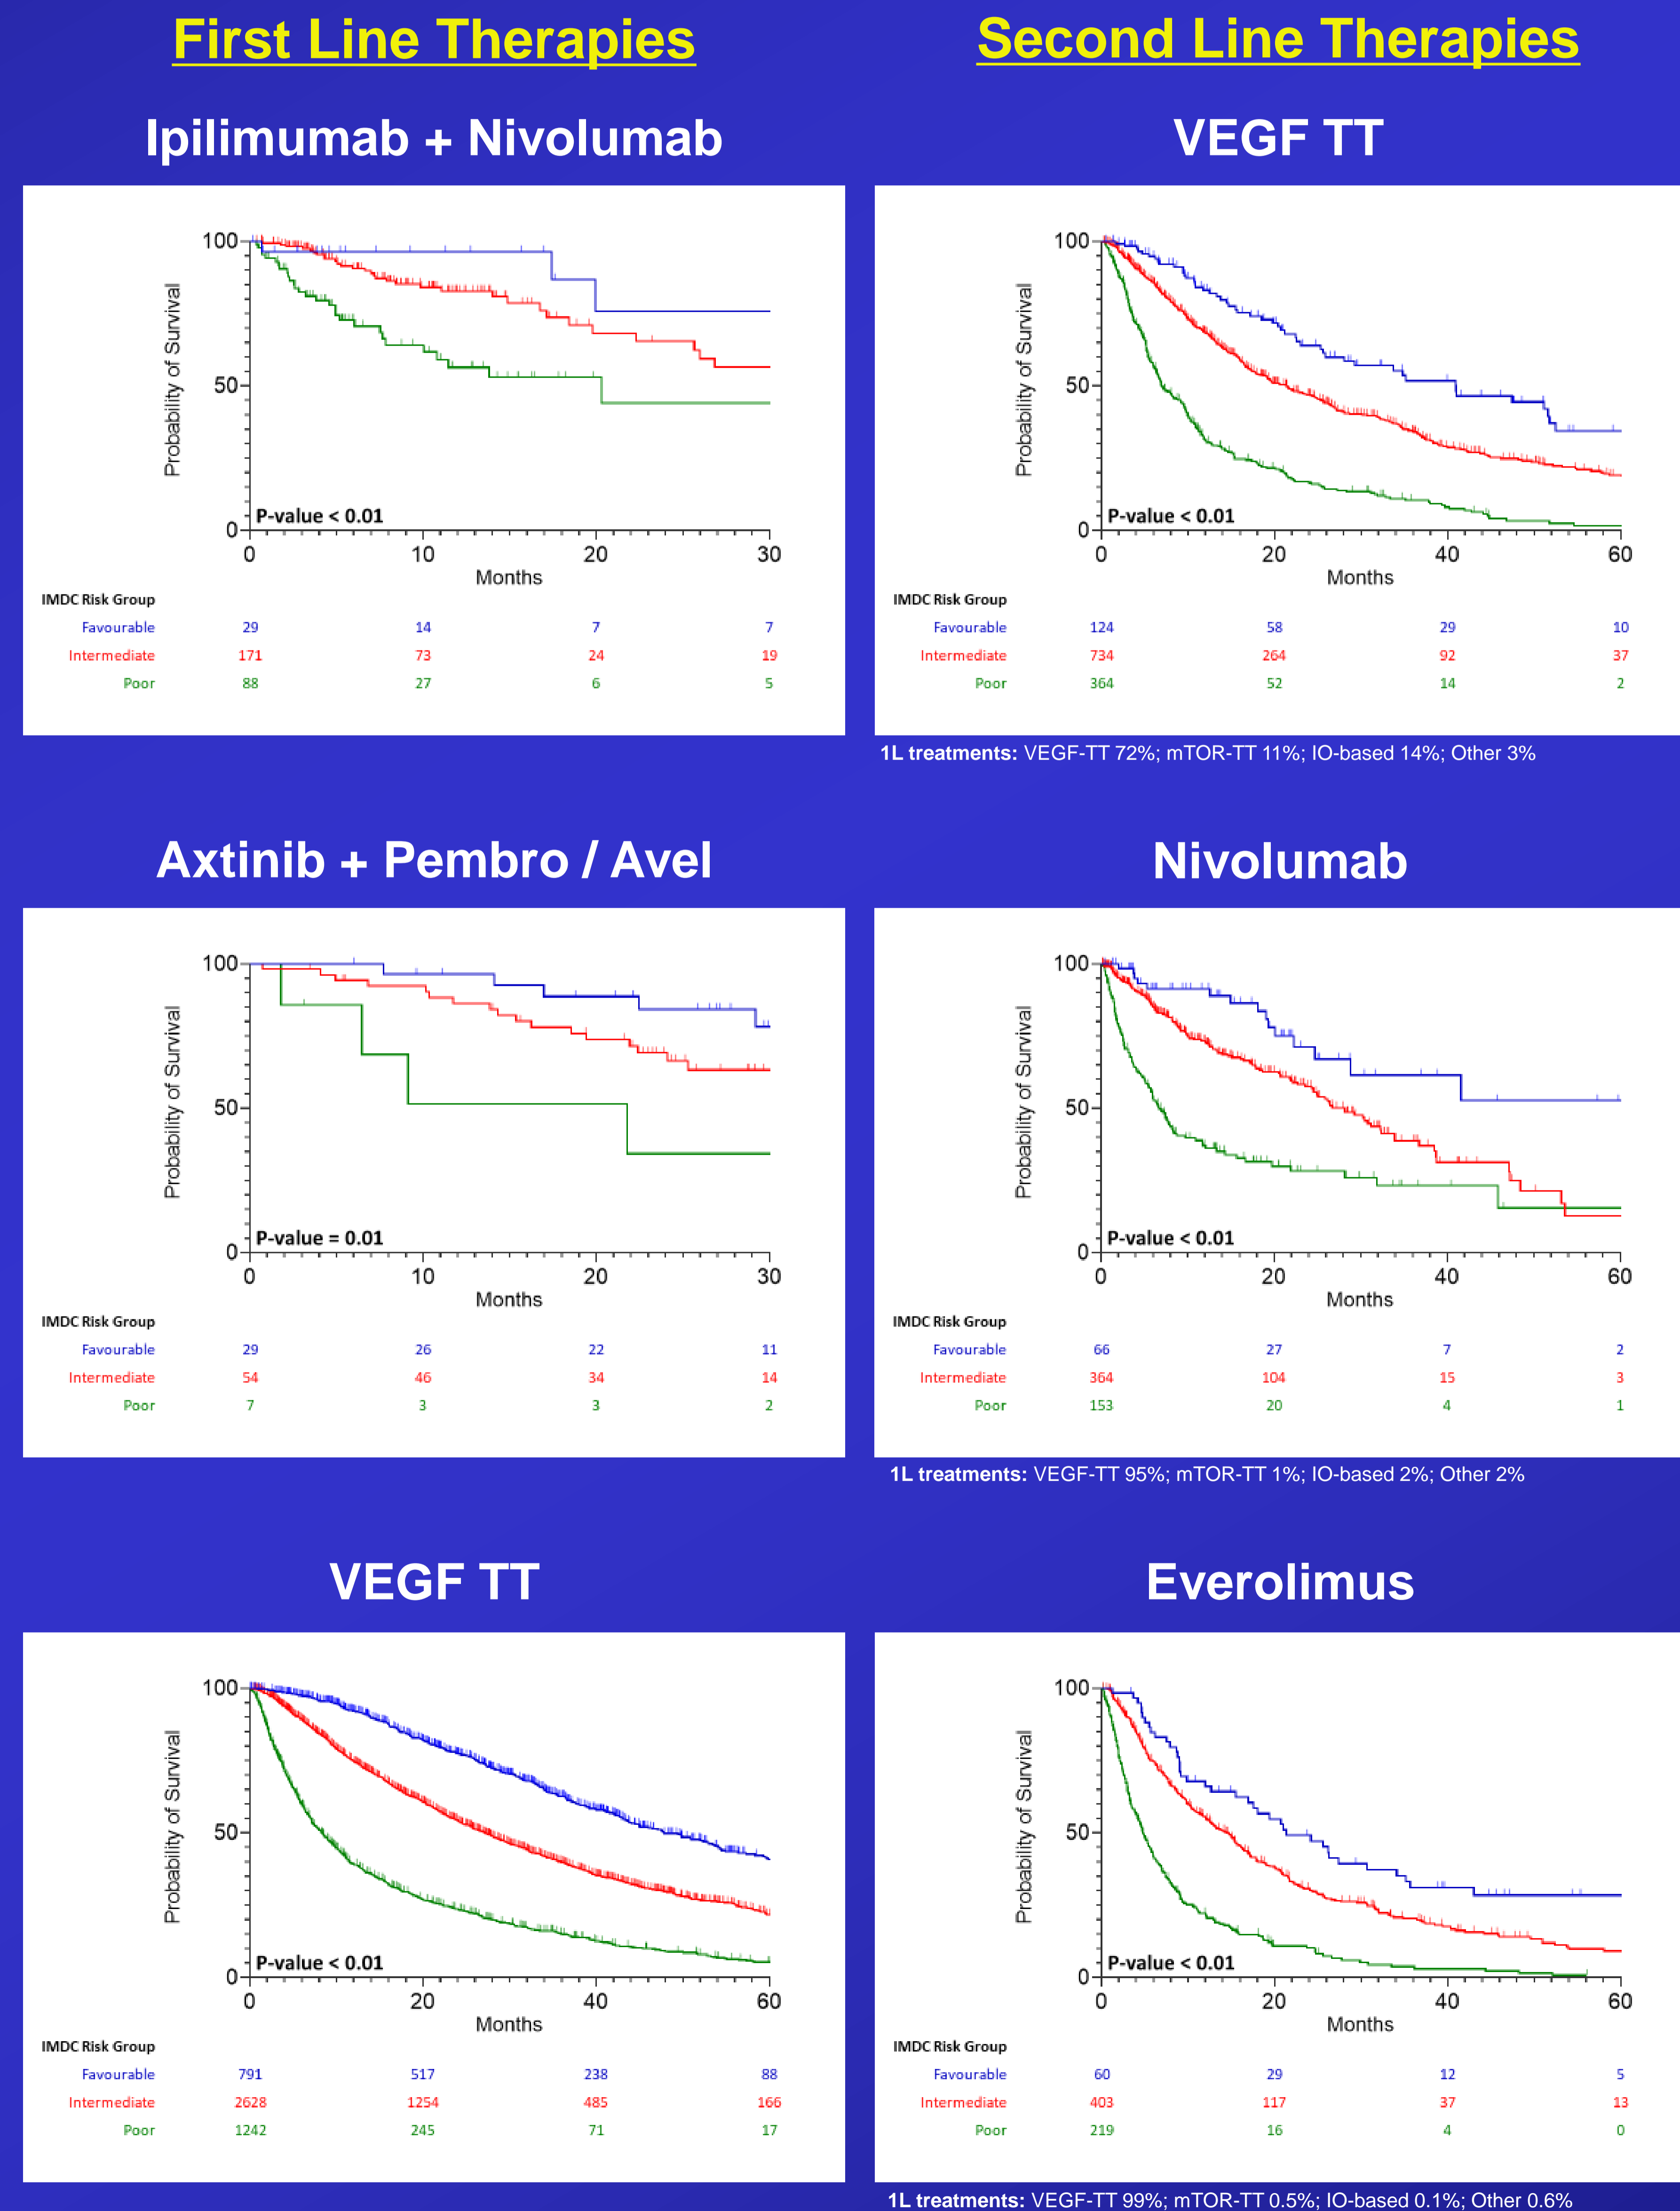 First Line Therapies
Second Line Therapies
Ipilimumab + Nivolumab
100
50
0
Probability of Survival
P-value < 0.01
0 10 20 30
Months
IMDC Risk Group
Favourable 29 14 7 7
Intermediate 171 73 24 19
Poor 88 27 6 5
VEGF TT
100
50
0
Probability of Survival
P-value < 0.01
0 20 40 60
Months
IMDC Risk Group
Favourable 124 58 29 10
Intermediate 734 264 92 37
Poor 364 52 14 2
1L treatments: VEGF-TT 72%; mTOR-TT 11%; IO-based 14%; Other 3%
Axtinib + Pembro / Avel
100
50
0
Probability of Survival
P-value = 0.01
0 10 20 30
Months
IMDC Risk Group
Favourable 29 26 22 11
Intermediate 54 46 34 14
Poor 7 3 3 2
Nivolumab
100
50
0
Probability of Survival
P-value < 0.01
0 20 40 60
Months
IMDC Risk Group
Favourable 66 27 7 2
Intermediate 364 104 15 3
Poor 153 20 4 1
1L treatments: VEGF-TT 95%; mTOR-TT 1%; IO-based 2%; Other 2%
VEGF TT
100
50
0
Probability of Survival
P-value < 0.01
0 20 40 60
Months
IMDC Risk Group
Favourable 791 517 238 88
Intermediate 2628 1254 485 166
Poor 1242 245 71 17
Everolimus
100
50
0
Probability of Survival
P-value < 0.01
0 20 40 60
Months
IMDC Risk Group
Favourable 60 29 12 5
Intermediate 403 117 37 13
Poor 219 16 4 0
1L treatments: VEGF-TT 99%; mTOR-TT 0.5%; IO-based 0.1%; Other 0.6%